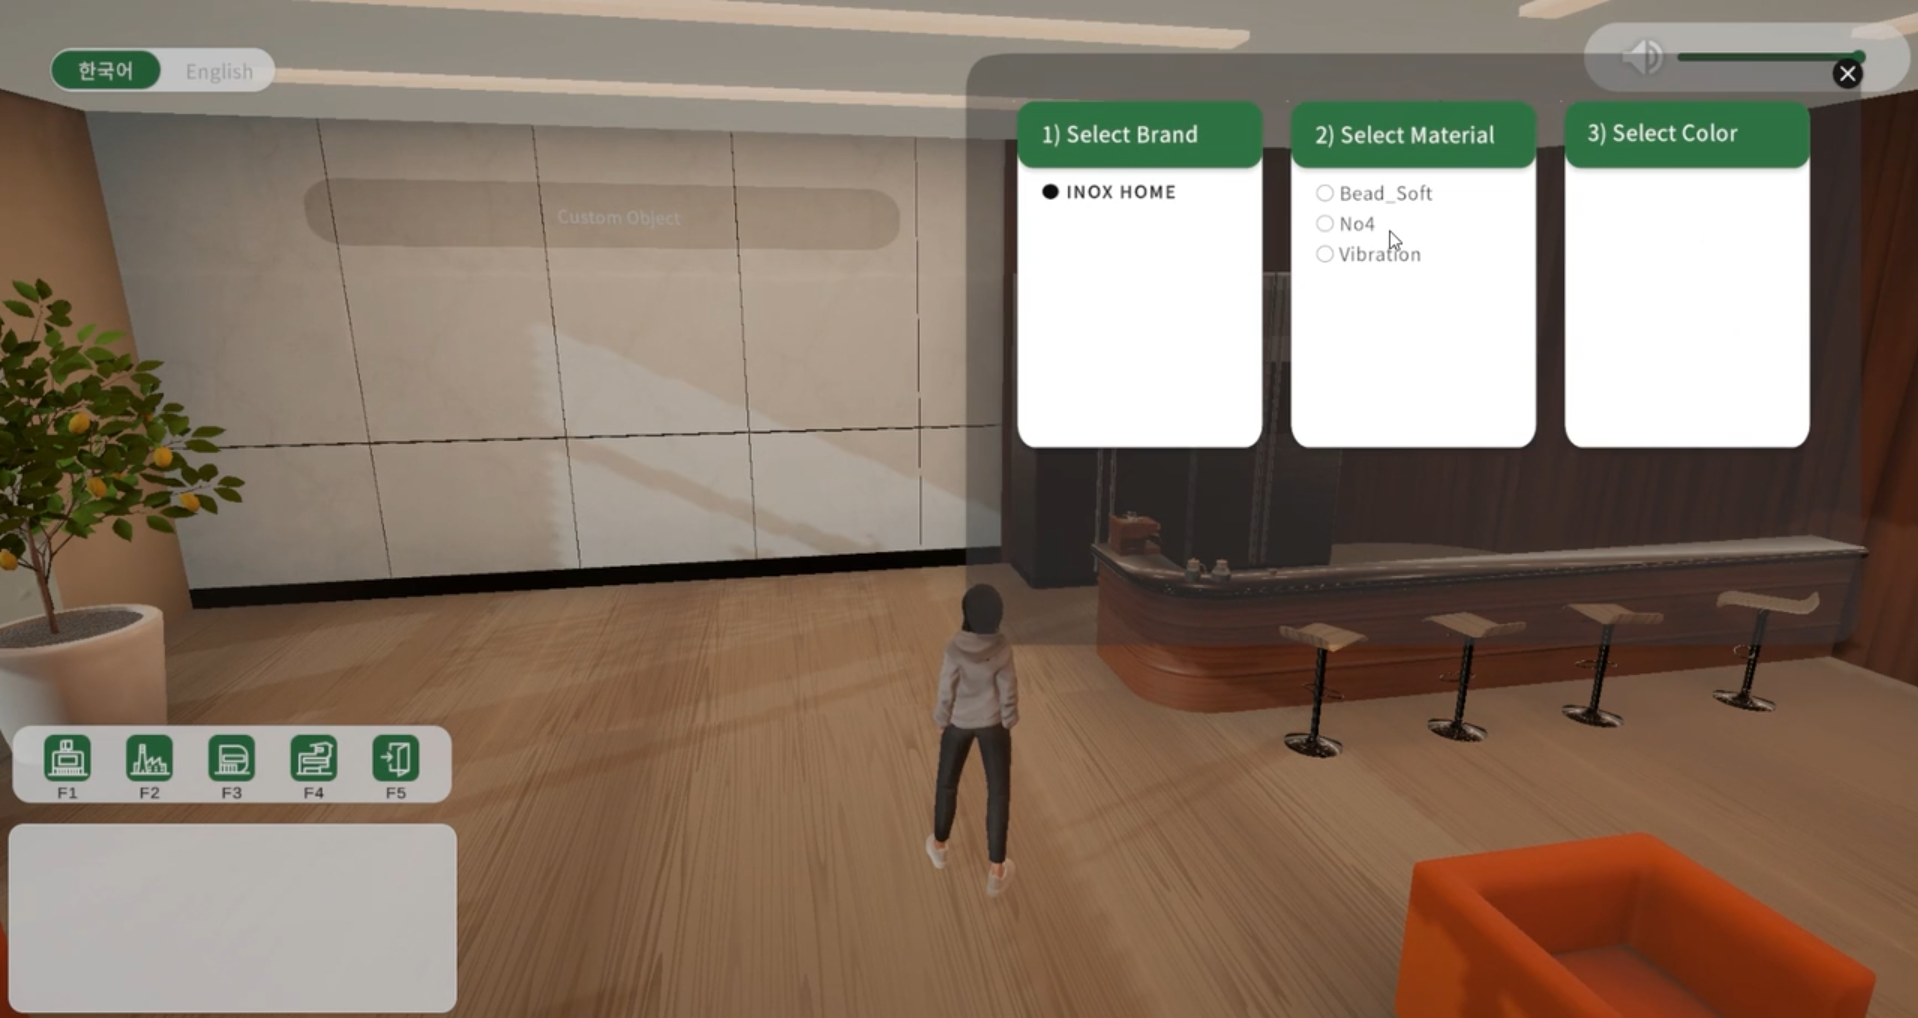 한국어
English
Custom Object
1) Select Brand
INOX HOME
2) Select Material
Bead_Soft
No4
Vibration
3) Select Color
F1
F2
F3
F4
F5